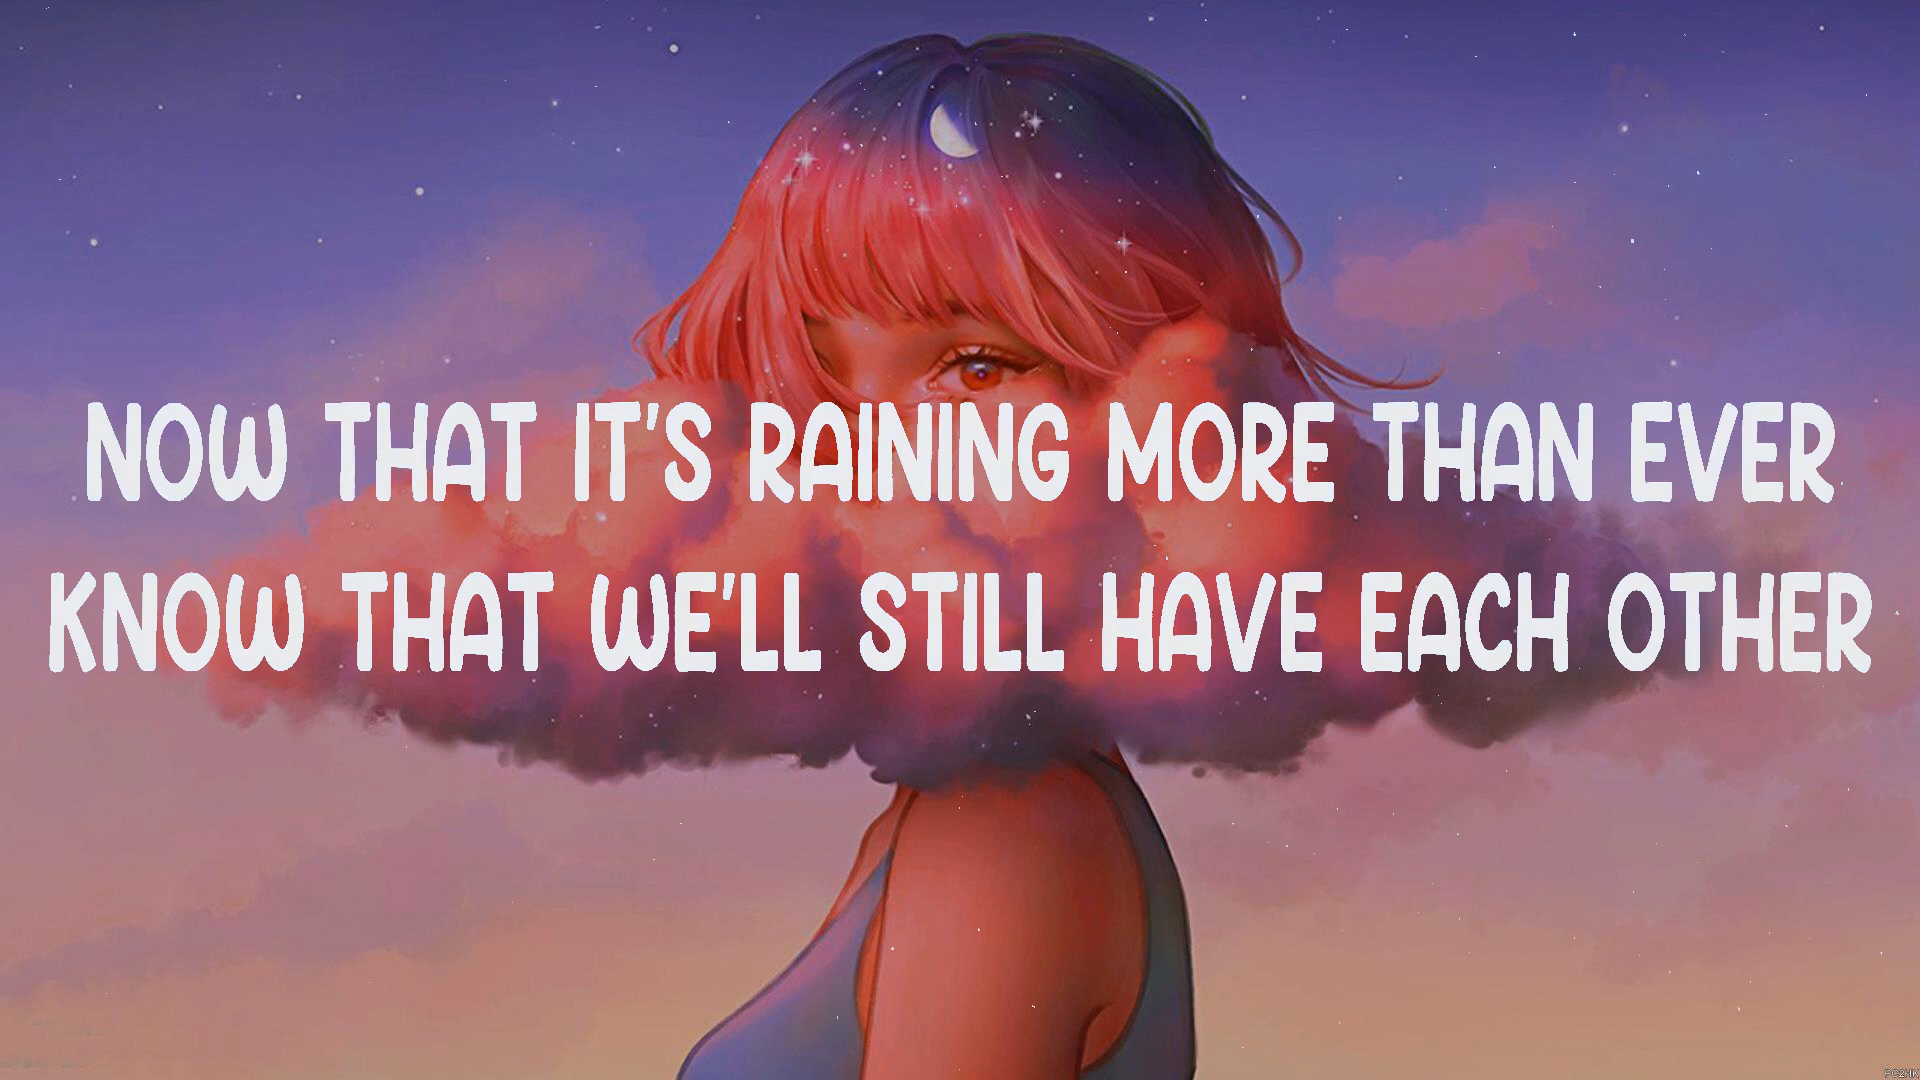 NOW THAT IT'S RAINING MORE THAN EVER
KNOW THAT WE'LL STILL HAVE EACH OTHER